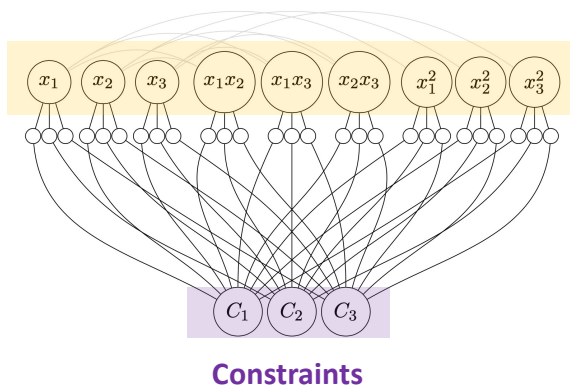 x₁ x₂ x₃ x₁x₂ x₁x₃ x₂x₃ x₁² x₂² x₃²
C₁ C₂ C₃
Constraints